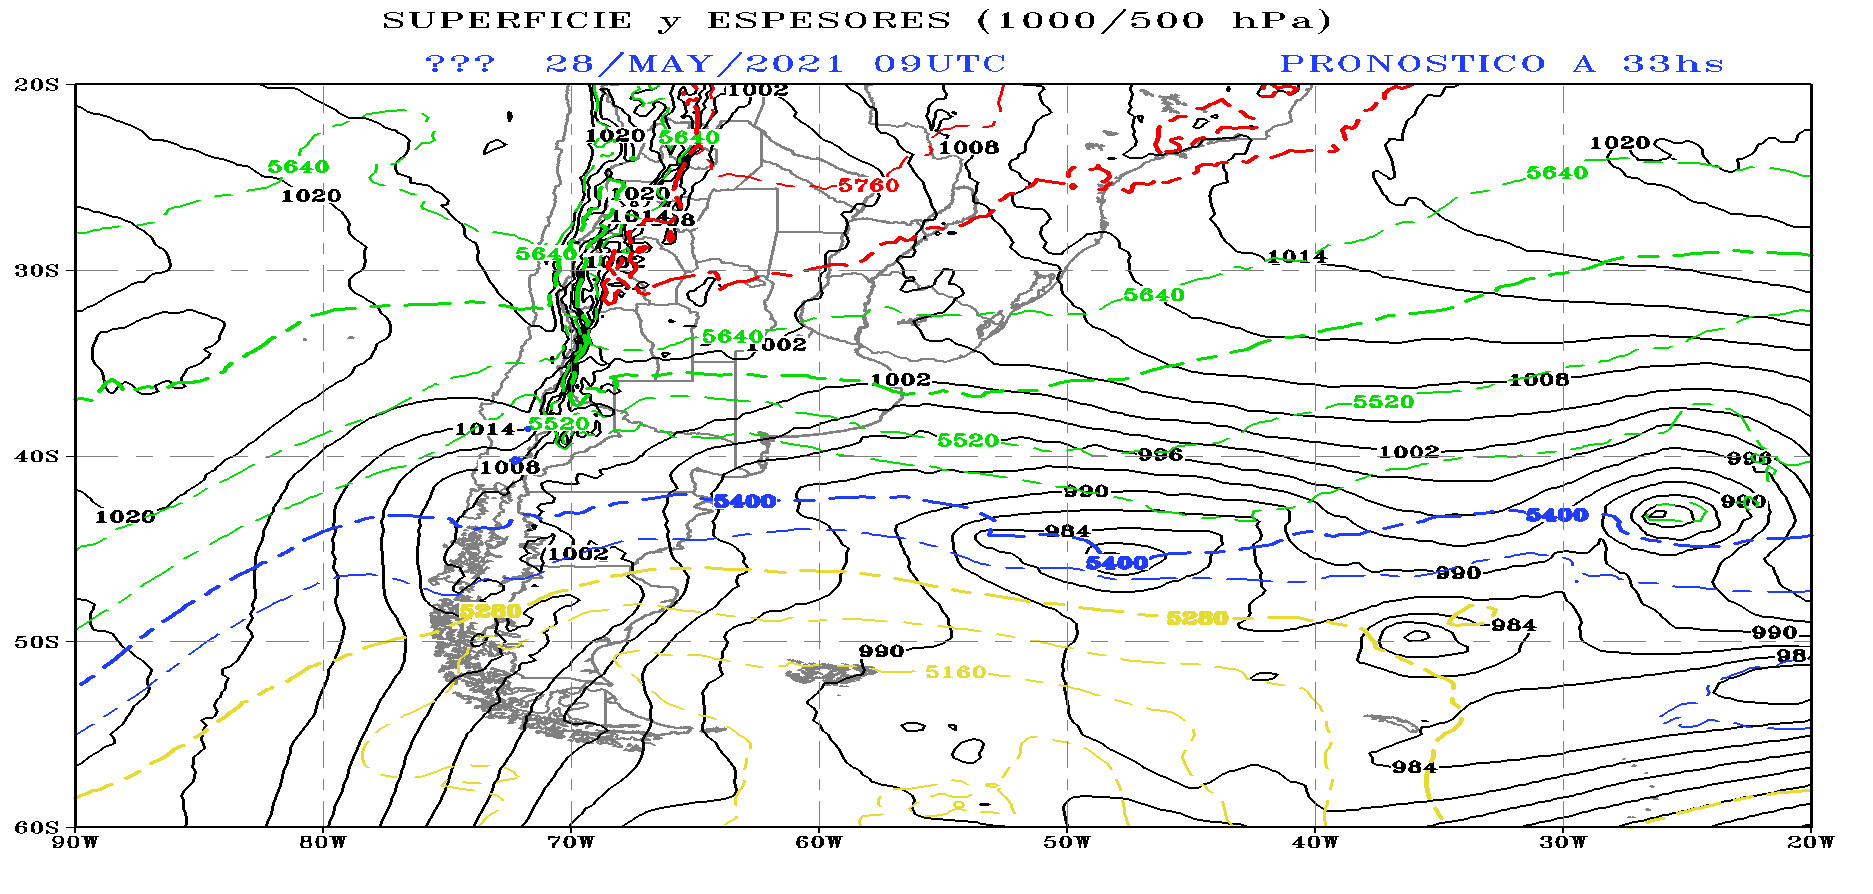 SUPERFICIE y ESPESORES (1000/500 hPa)
??? 28/MAY/2021 09UTC PRONOSTICO A 33hs
20S
1002
1020 5640 1008 1020
5640 5640
1020 1020 5760
1014
5640 1002 1014
30S
5640
5640 1002
1002 1008
5520
1014 5520 5520
40S 1008 996 1002 996
990 990
1020 5400 984 5400
1002 5400 990
5280 5280 984 990
50S 990 984
5160
984
60S
90W 80W 70W 60W 50W 40W 30W 20W